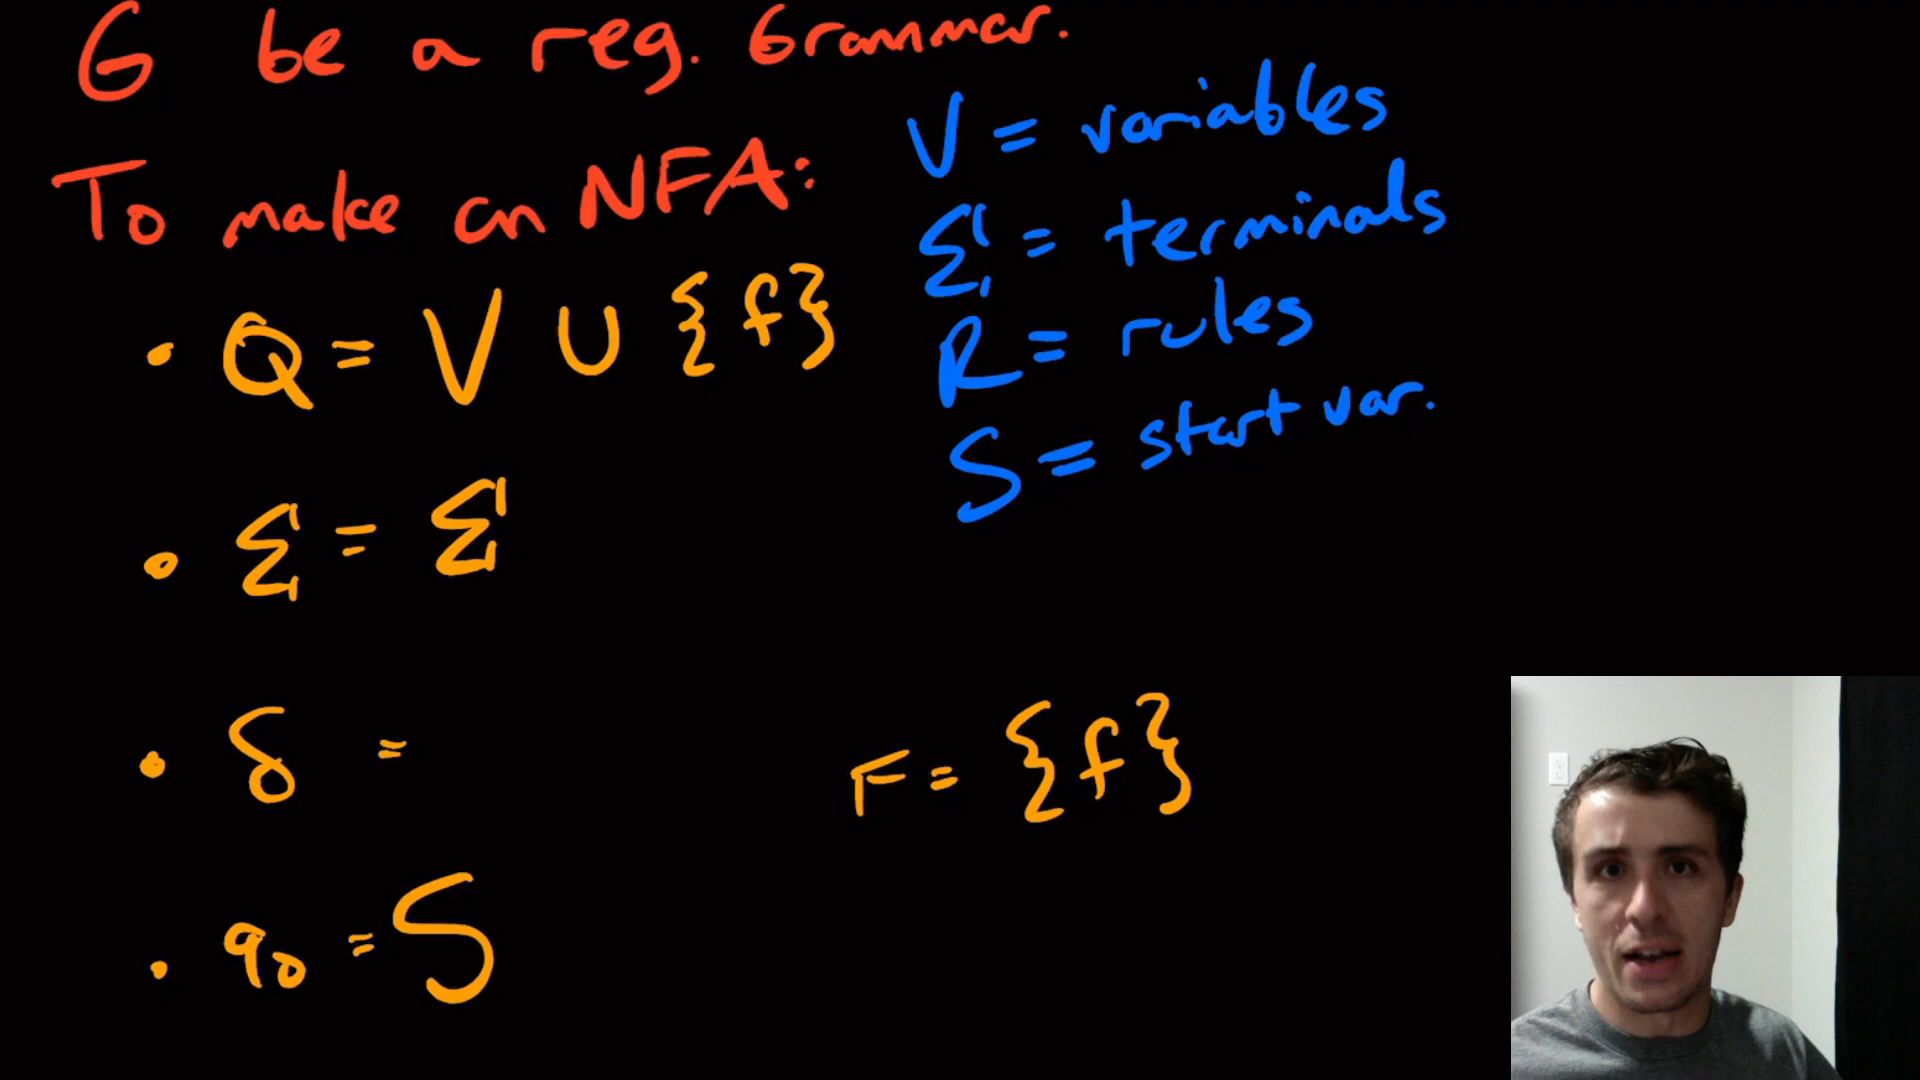 G be a reg. Grammar.
To make an NFA:
• Q = V ∪ {f}
• Σ = Σ
• δ =
• q0 = S
V = variables
Σ = terminals
R = rules
S = start var.
F = {f}